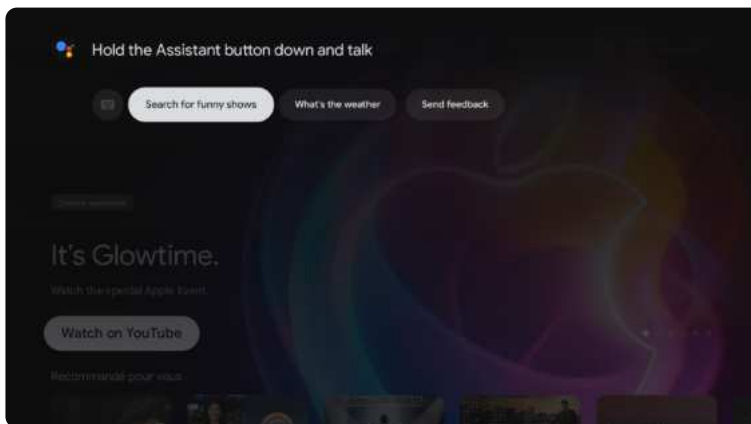 Hold the Assistant button down and talk
Search for funny shows
What's the weather
Send feedback
It's Glowtime.
Watch the special Apple Event.
Watch on YouTube
Recommandé pour vous